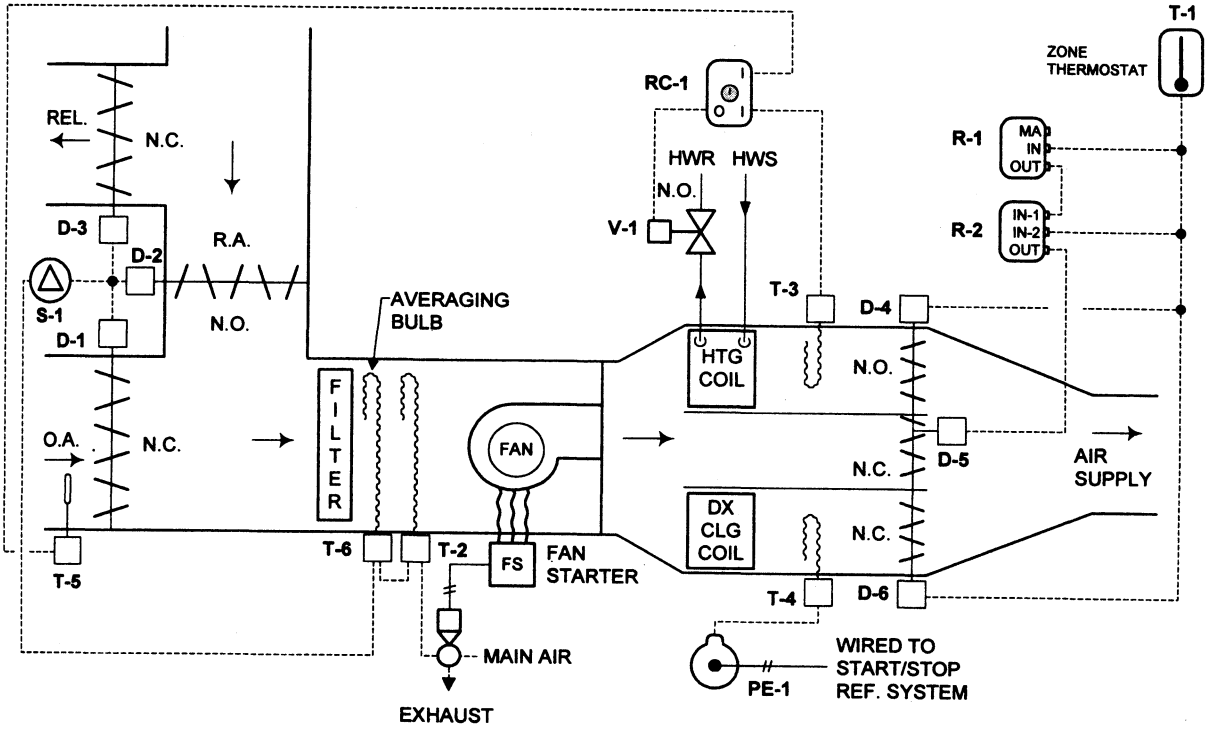 T-1
ZONE
THERMOSTAT
RC-1
I
O I
REL.
N.C.
HWR HWS
N.O.
R-1
MA
IN
OUT
R-2
IN-1
IN-2
OUT
D-3
D-2
R.A.
V-1
S-1
N.O.
T-3
D-4
D-1
AVERAGING
BULB
HTG
COIL
N.O.
FILTER
O.A.
N.C.
FAN
N.C.
D-5
AIR
SUPPLY
DX
CLG
COIL
N.C.
T-5
T-6
T-2
FS
FAN
STARTER
T-4
D-6
MAIN AIR
EXHAUST
PE-1
WIRED TO
START/STOP
REF. SYSTEM